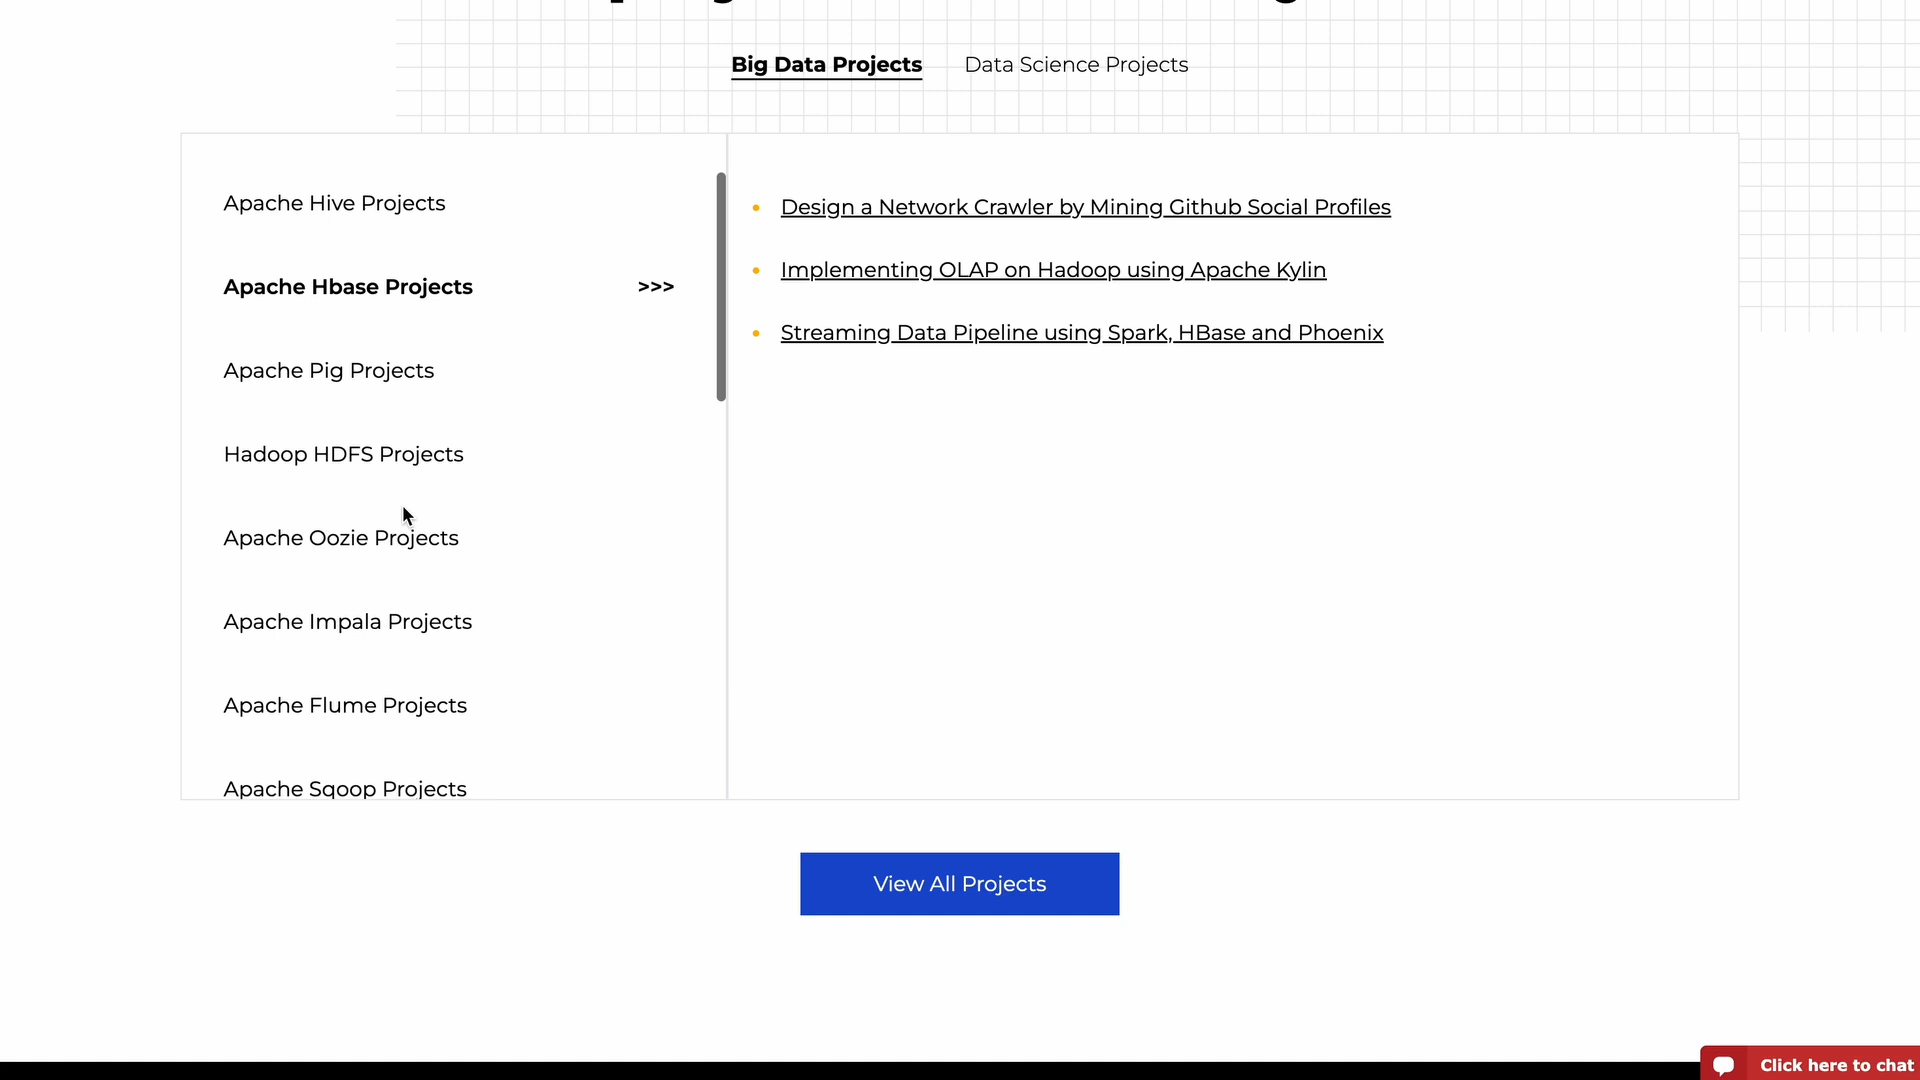 Big Data Projects
Data Science Projects
Apache Hive Projects
Apache Hbase Projects >>>
Apache Pig Projects
Hadoop HDFS Projects
Apache Oozie Projects
Apache Impala Projects
Apache Flume Projects
Apache Sqoop Projects
Design a Network Crawler by Mining Github Social Profiles
Implementing OLAP on Hadoop using Apache Kylin
Streaming Data Pipeline using Spark, HBase and Phoenix
View All Projects
Click here to chat